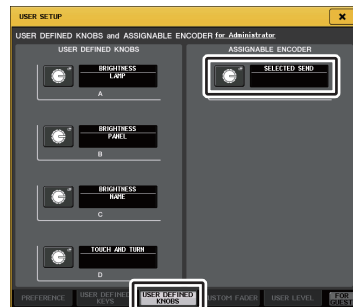 USER SETUP
USER DEFINED KNOBS and ASSIGNABLE ENCODER for Administrator
USER DEFINED KNOBS
ASSIGNABLE ENCODER
BRIGHTNESS
LAMP
A
SELECTED SEND
BRIGHTNESS
PANEL
B
BRIGHTNESS
NAME
C
TOUCH AND TURN
D
PREFERENCE
USER DEFINED
KEYS
USER DEFINED
KNOBS
USTOM FADER
USER LEVEL
FOR
GUEST